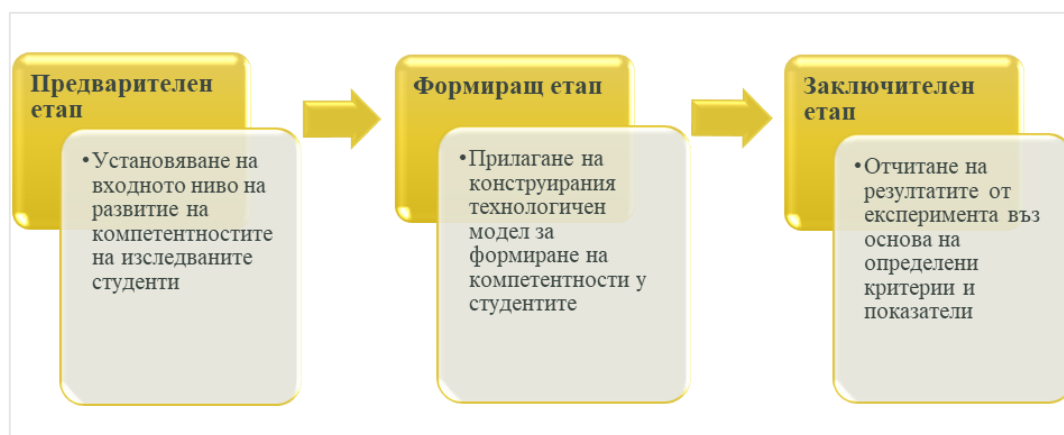 Предварителен
етап
•Установяване на
входното ниво на
развитие на
компетентностите
на изследваните
студенти
Формиращ етап
•Прилагане на
конструирания
технологичен
модел за
формиране на
компетентности у
студентите
Заключителен
етап
•Отчитане на
резултатите от
експеримента въз
основа на
определени
критерии и
показатели